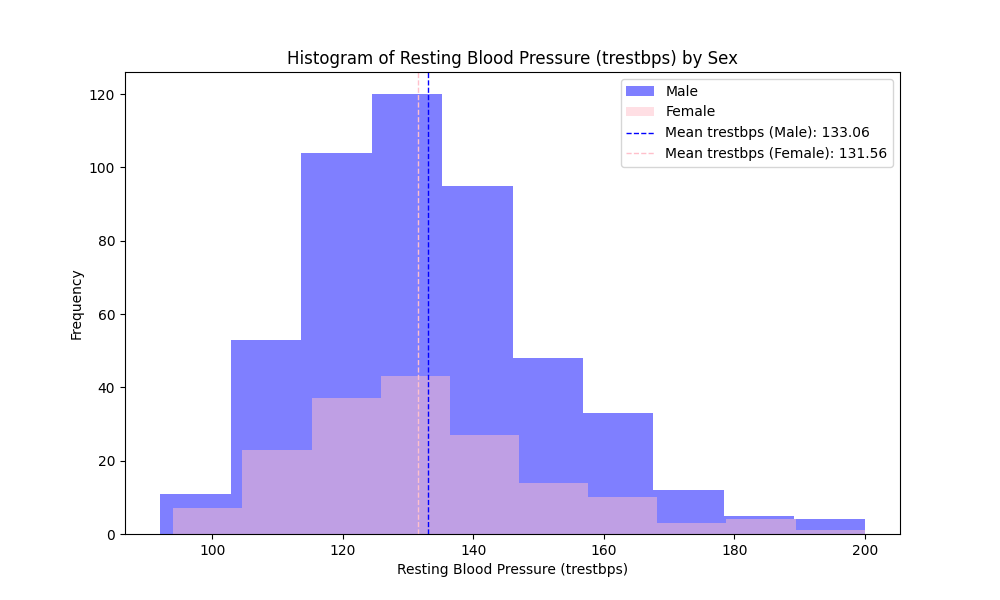 Histogram of Resting Blood Pressure (trestbps) by Sex
Male
Female
Mean trestbps (Male): 133.06
Mean trestbps (Female): 131.56
Frequency
120
100
80
60
40
20
0
100 120 140 160 180 200
Resting Blood Pressure (trestbps)